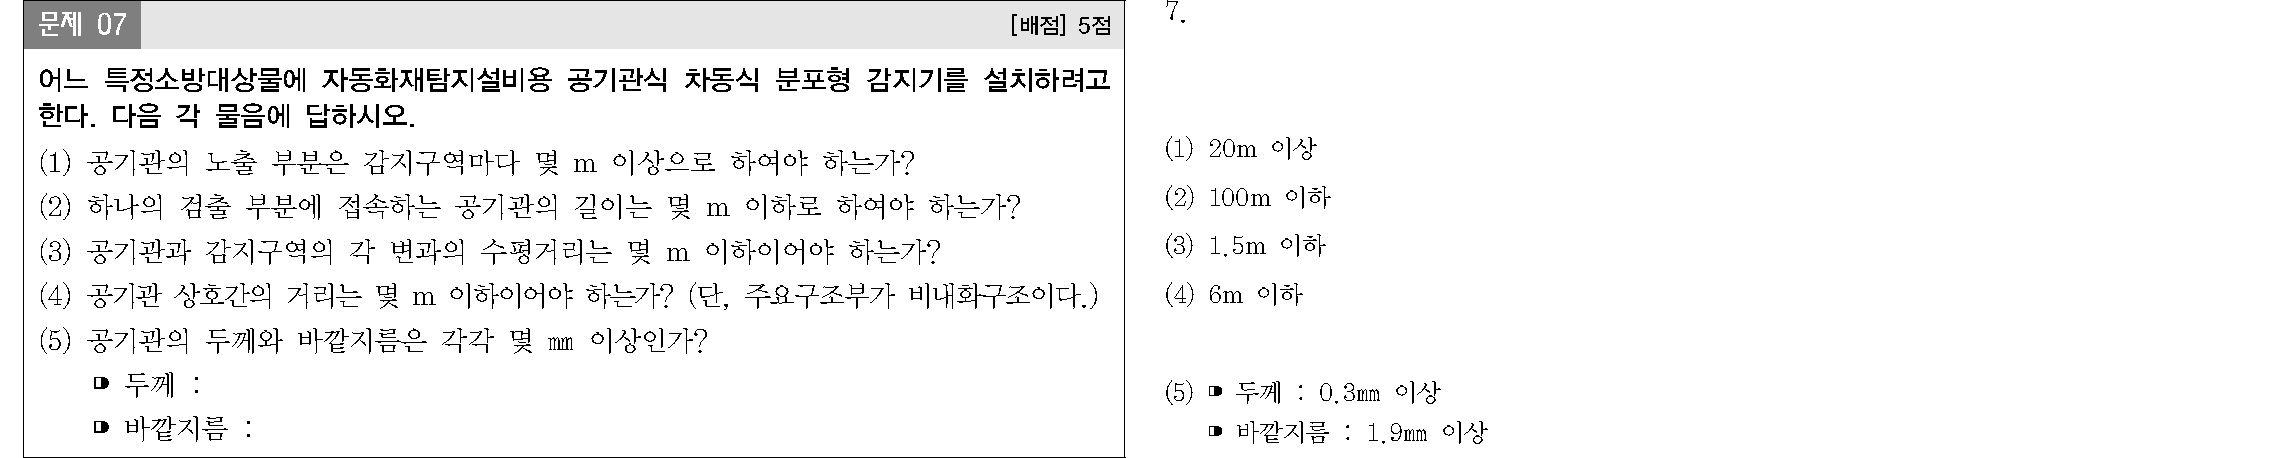 문제 07
[배점] 5점
어느 특정소방대상물에 자동화재탐지설비용 공기관식 차동식 분포형 감지기를 설치하려고
한다. 다음 각 물음에 답하시오.
(1) 공기관의 노출 부분은 감지구역마다 몇 m 이상으로 하여야 하는가?
(2) 하나의 검출 부분에 접속하는 공기관의 길이는 몇 m 이하로 하여야 하는가?
(3) 공기관과 감지구역의 각 변과의 수평거리는 몇 m 이하이어야 하는가?
(4) 공기관 상호간의 거리는 몇 m 이하이어야 하는가? (단, 주요구조부가 비내화구조이다.)
(5) 공기관의 두께와 바깥지름은 각각 몇 ㎜ 이상인가?
두께 :
바깥지름 :
7.
(1) 20m 이상
(2) 100m 이하
(3) 1.5m 이하
(4) 6m 이하
(5) 두께 : 0.3㎜ 이상
바깥지름 : 1.9㎜ 이상